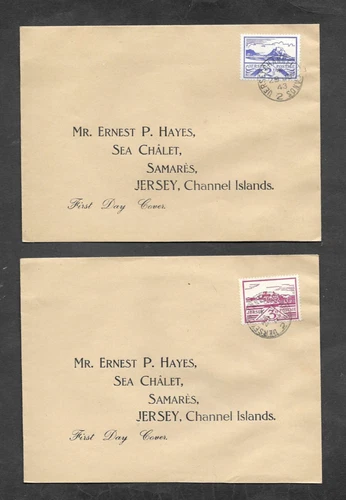 MR. ERNEST P. HAYES,
SEA CHÂLET,
SAMARÈS,
JERSEY, Channel Islands.
First Day Cover.
MR. ERNEST P. HAYES,
SEA CHÂLET,
SAMARÈS,
JERSEY, Channel Islands.
First Day Cover.